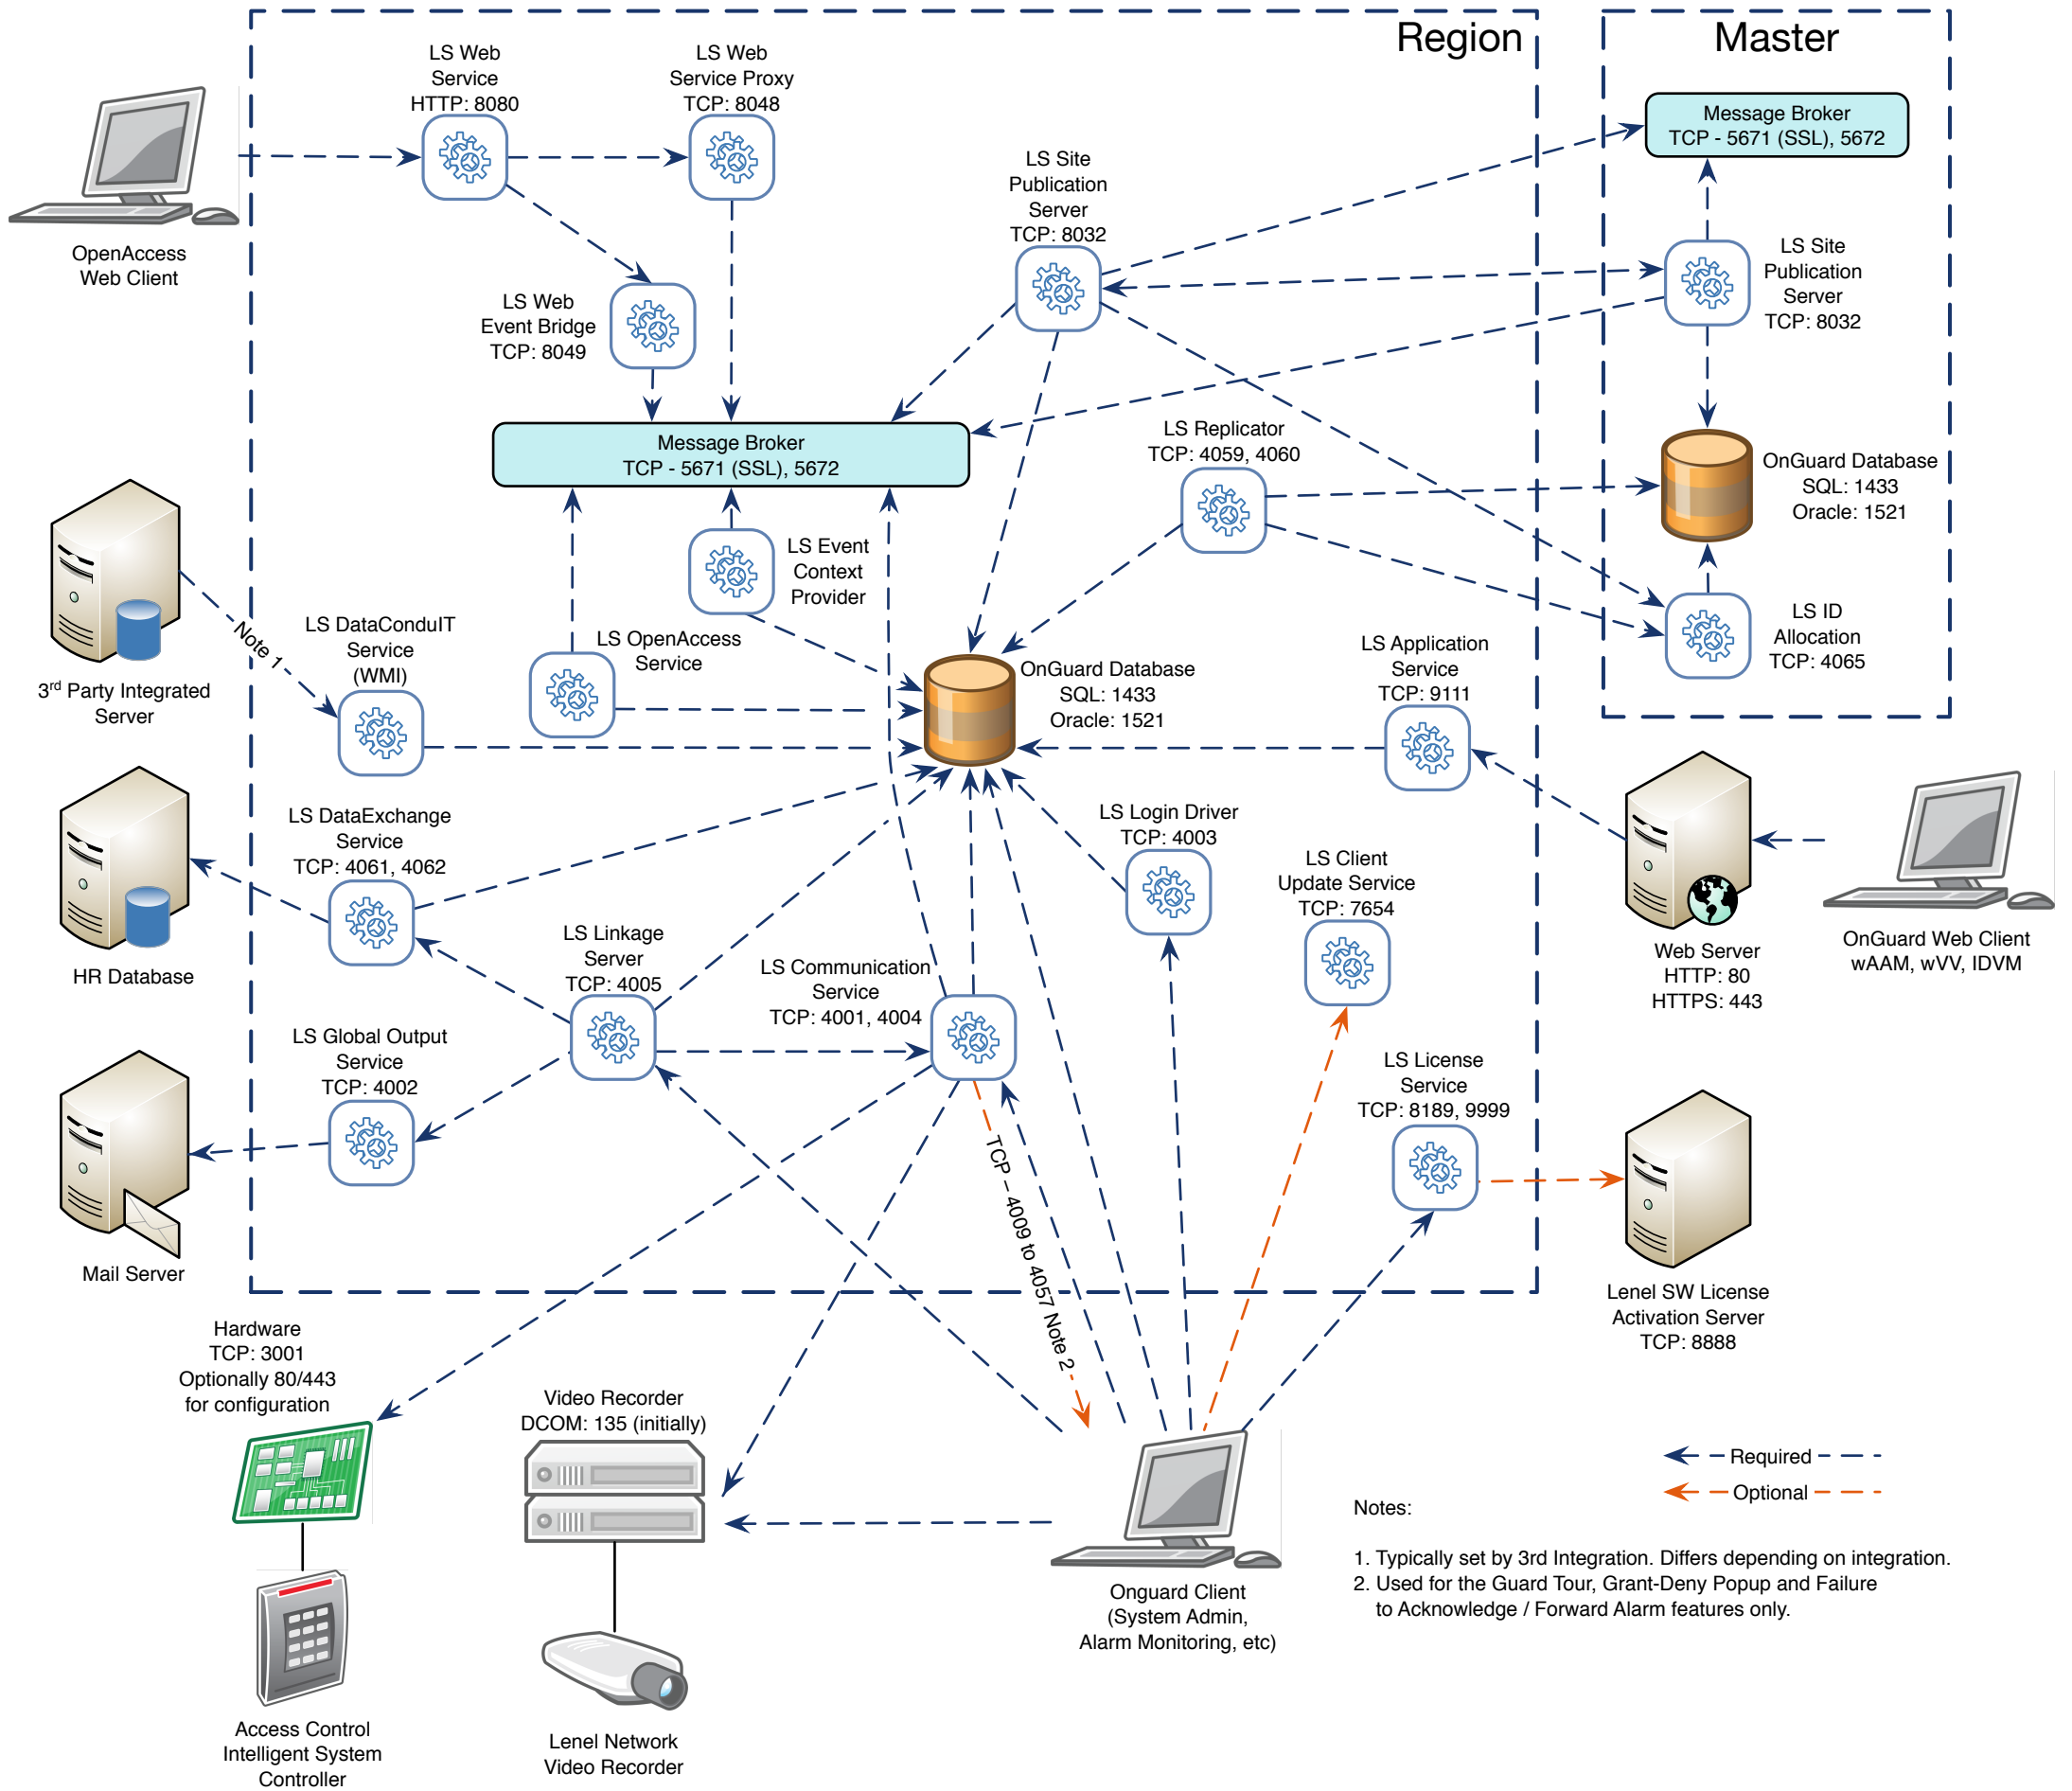 Region
Master
LS Web
Service
HTTP: 8080
LS Web
Service Proxy
TCP: 8048
Message Broker
TCP - 5671 (SSL), 5672
LS Site
Publication
Server
TCP: 8032
OpenAccess
Web Client
LS Site
Publication
Server
TCP: 8032
LS Web
Event Bridge
TCP: 8049
Message Broker
TCP - 5671 (SSL), 5672
LS Replicator
TCP: 4059, 4060
OnGuard Database
SQL: 1433
Oracle: 1521
LS Event
Context
Provider
LS ID
Allocation
TCP: 4065
Note 1
LS DataConduIT
Service
(WMI)
LS OpenAccess
Service
OnGuard Database
SQL: 1433
Oracle: 1521
LS Application
Service
TCP: 9111
3rd Party Integrated
Server
LS DataExchange
Service
TCP: 4061, 4062
LS Login Driver
TCP: 4003
LS Client
Update Service
TCP: 7654
HR Database
LS Linkage
Server
TCP: 4005
LS Communication
Service
TCP: 4001, 4004
Web Server
HTTP: 80
HTTPS: 443
OnGuard Web Client
wAAM, wVV, IDVM
LS Global Output
Service
TCP: 4002
LS License
Service
TCP: 8189, 9999
TCP – 4009 to 4057 Note 2
Mail Server
Lenel SW License
Activation Server
TCP: 8888
Hardware
TCP: 3001
Optionally 80/443
for configuration
Video Recorder
DCOM: 135 (initially)
Required
Optional
Notes:
1. Typically set by 3rd Integration. Differs depending on integration.
2. Used for the Guard Tour, Grant-Deny Popup and Failure
to Acknowledge / Forward Alarm features only.
Onguard Client
(System Admin,
Alarm Monitoring, etc)
Access Control
Intelligent System
Controller
Lenel Network
Video Recorder